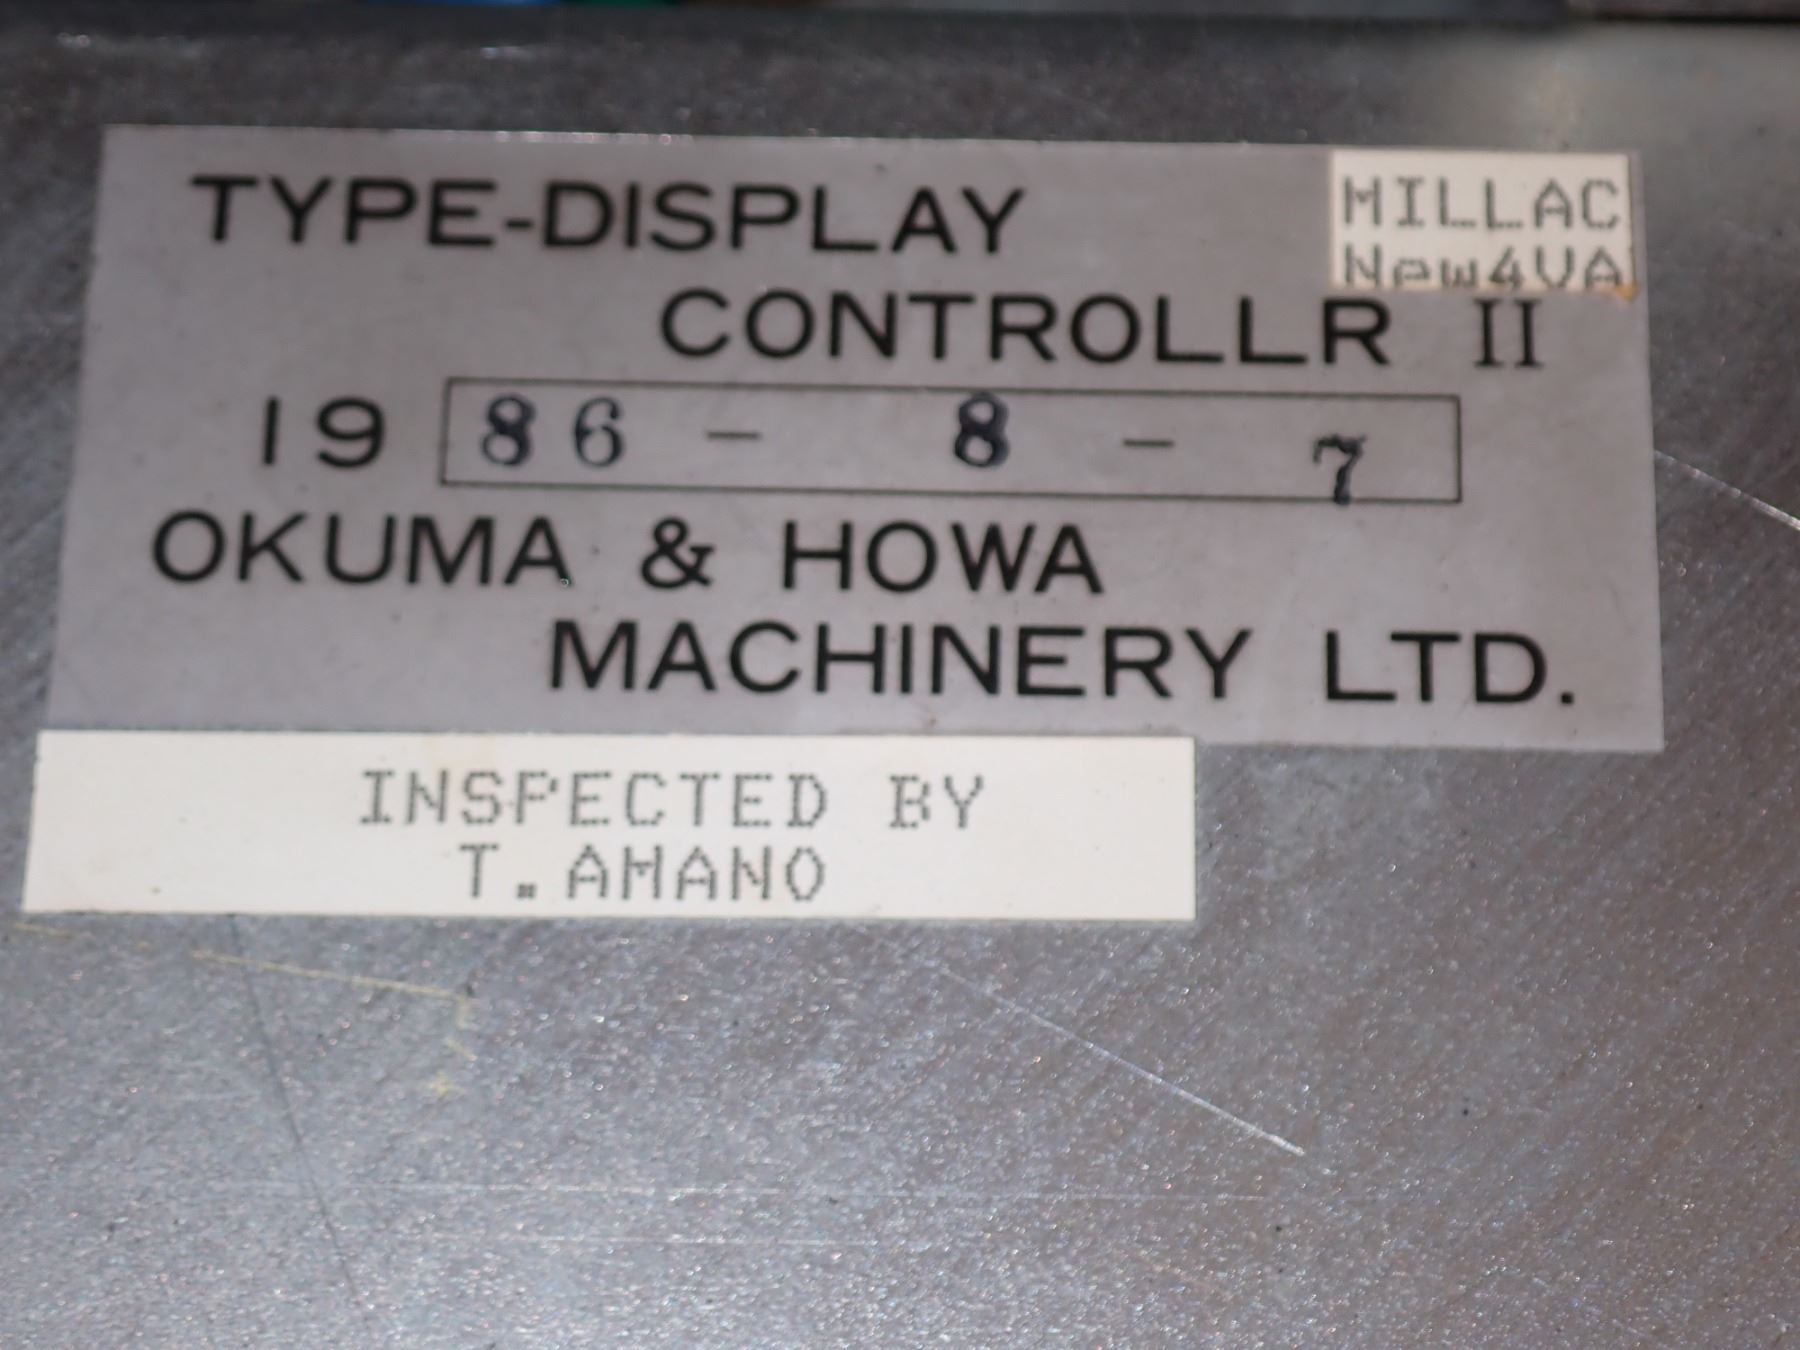 TYPE-DISPLAY
MILLAC
New4VA
CONTROLLR II
19 86 - 8 - 7
OKUMA & HOWA
MACHINERY LTD.
INSPECTED BY
T.AMANO